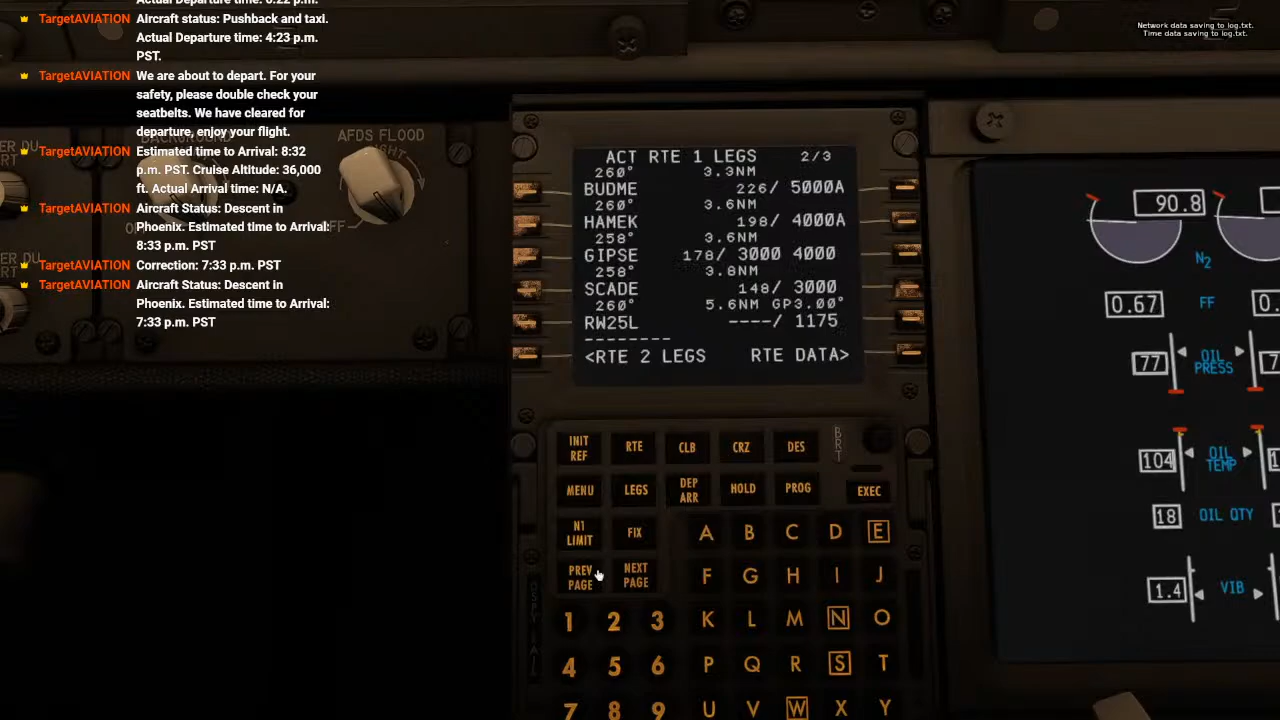 Actual Departure: 6:22 p.m.
TargetAVIATION Aircraft status: Pushback and taxi.
Actual Departure time: 4:23 p.m.
PST.
TargetAVIATION We are about to depart. For your
safety, please double check your
seatbelts. We have cleared for
departure, enjoy your flight.
TargetAVIATION Estimated time to Arrival: 8:32
p.m. PST. Cruise Altitude: 36,000
ft. Actual Arrival time: N/A.
TargetAVIATION Aircraft Status: Descent in
Phoenix. Estimated time to Arrival:
8:33 p.m. PST
TargetAVIATION Correction: 7:33 p.m. PST
TargetAVIATION Aircraft Status: Descent in
Phoenix. Estimated time to Arrival:
7:33 p.m. PST
Network data saving to log.txt.
Time data saving to log.txt.
AFDS FLOOD
ACT RTE 1 LEGS 2/3
260° 3.3NM
BUDME 226/ 5000A
260° 3.6NM
HAMEK 198/ 4000A
258° 3.6NM
GIPSE 178/ 3000 4000
258° 3.8NM
SCADE 148/ 3000
260° 5.6NM GP3.00°
RW25L ----/ 1175
--------
<RTE 2 LEGS RTE DATA>
INIT REF RTE CLB CRZ DES BRT
MENU LEGS DEP ARR HOLD PROG EXEC
N1 LIMIT FIX A B C D E
PREV PAGE NEXT PAGE F G H I J
1 2 3 K L M N O
4 5 6 P Q R S T
7 8 9 U V W X Y
90.8
N2
0.67 FF 0.
77 OIL PRESS 7
104 OIL TEMP 1
18 OIL QTY
1.4 VIB